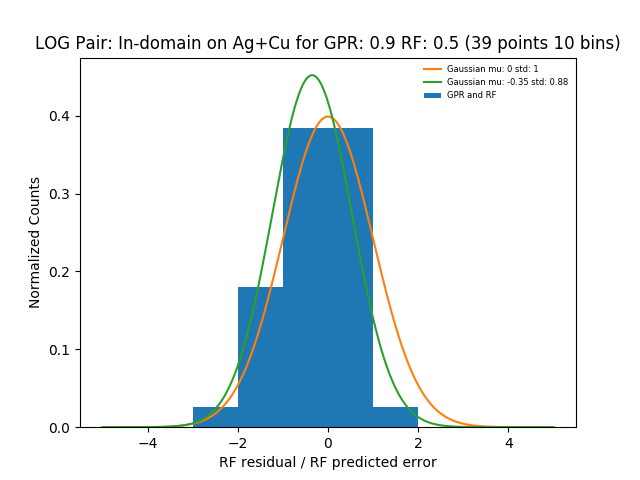 LOG Pair: In-domain on Ag+Cu for GPR: 0.9 RF: 0.5 (39 points 10 bins)
Gaussian mu: 0 std: 1
Gaussian mu: -0.35 std: 0.88
GPR and RF
Normalized Counts
0.4
0.3
0.2
0.1
0.0
−4 −2 0 2 4
RF residual / RF predicted error